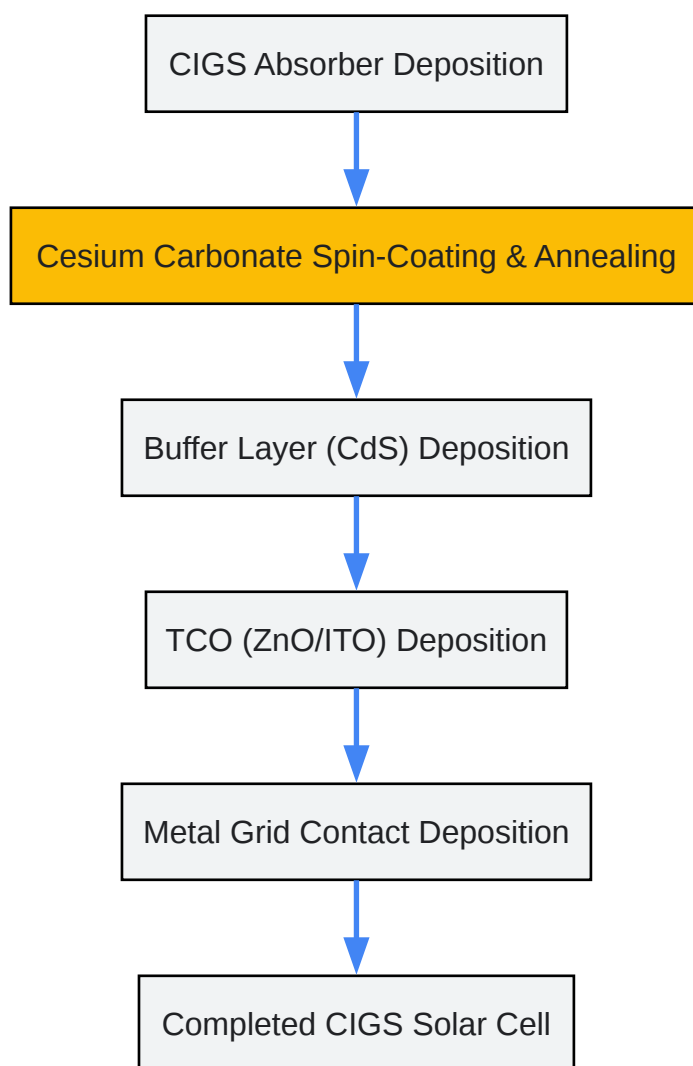 CIGS Absorber Deposition
Cesium Carbonate Spin-Coating & Annealing
Buffer Layer (CdS) Deposition
TCO (ZnO/ITO) Deposition
Metal Grid Contact Deposition
Completed CIGS Solar Cell